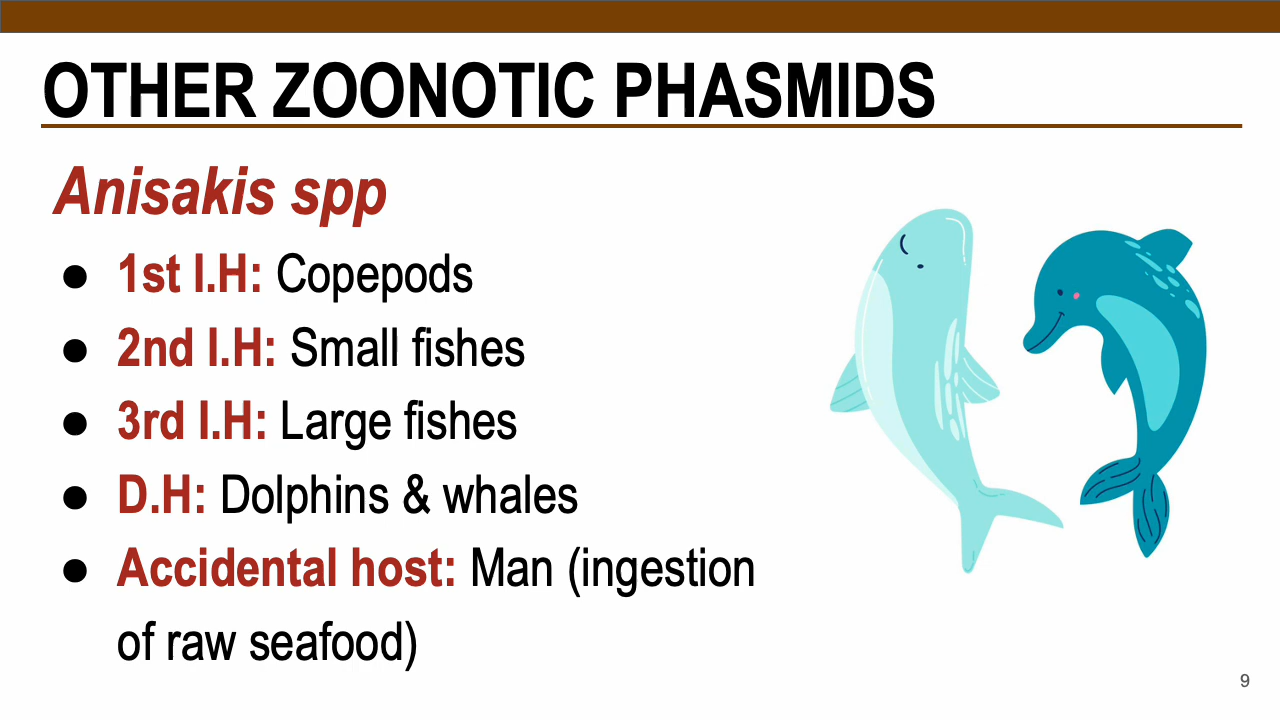 OTHER ZOONOTIC PHASMIDS
Anisakis spp
● 1st I.H: Copepods
● 2nd I.H: Small fishes
● 3rd I.H: Large fishes
● D.H: Dolphins & whales
● Accidental host: Man (ingestion
of raw seafood)
9